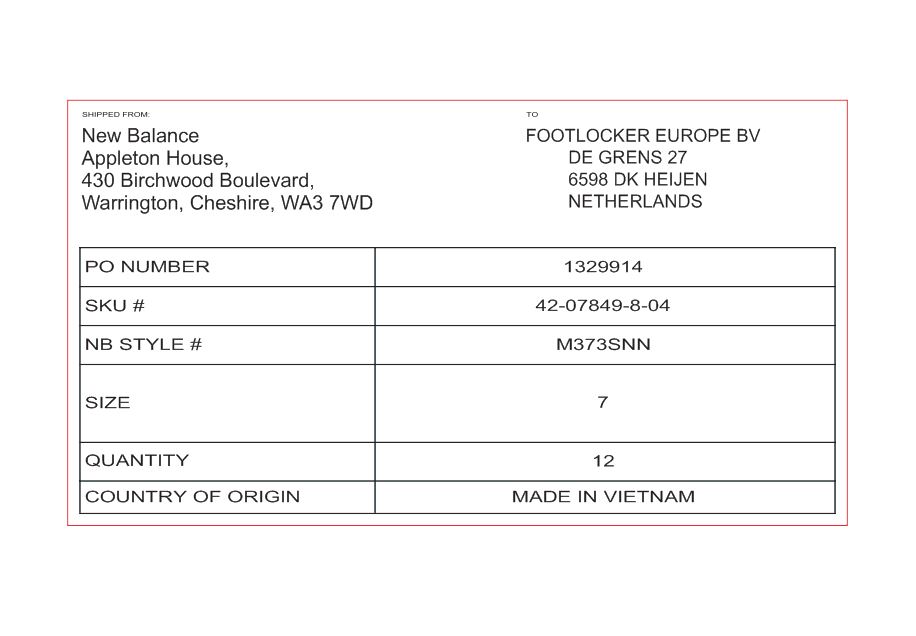 SHIPPED FROM:
New Balance
Appleton House,
430 Birchwood Boulevard,
Warrington, Cheshire, WA3 7WD
TO
FOOTLOCKER EUROPE BV
DE GRENS 27
6598 DK HEIJEN
NETHERLANDS
PO NUMBER 1329914
SKU # 42-07849-8-04
NB STYLE # M373SNN
SIZE 7
QUANTITY 12
COUNTRY OF ORIGIN MADE IN VIETNAM